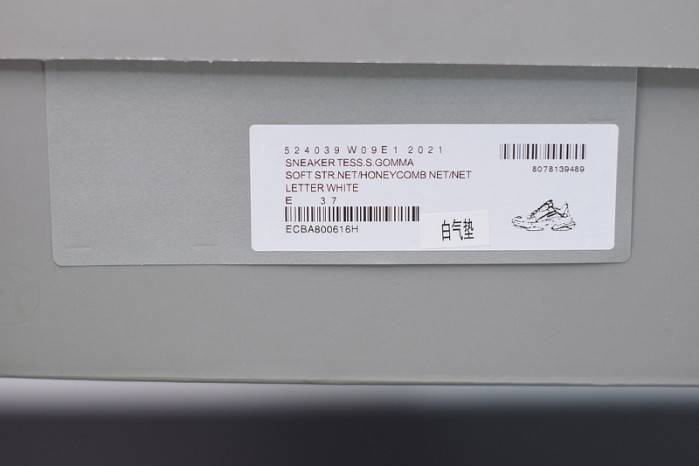 524039 W09E1 2021
SNEAKER TESS.S.GOMMA
SOFT STR.NET/HONEYCOMB NET/NET
LETTER WHITE
E 37
ECBA800616H
8078139489
白气垫